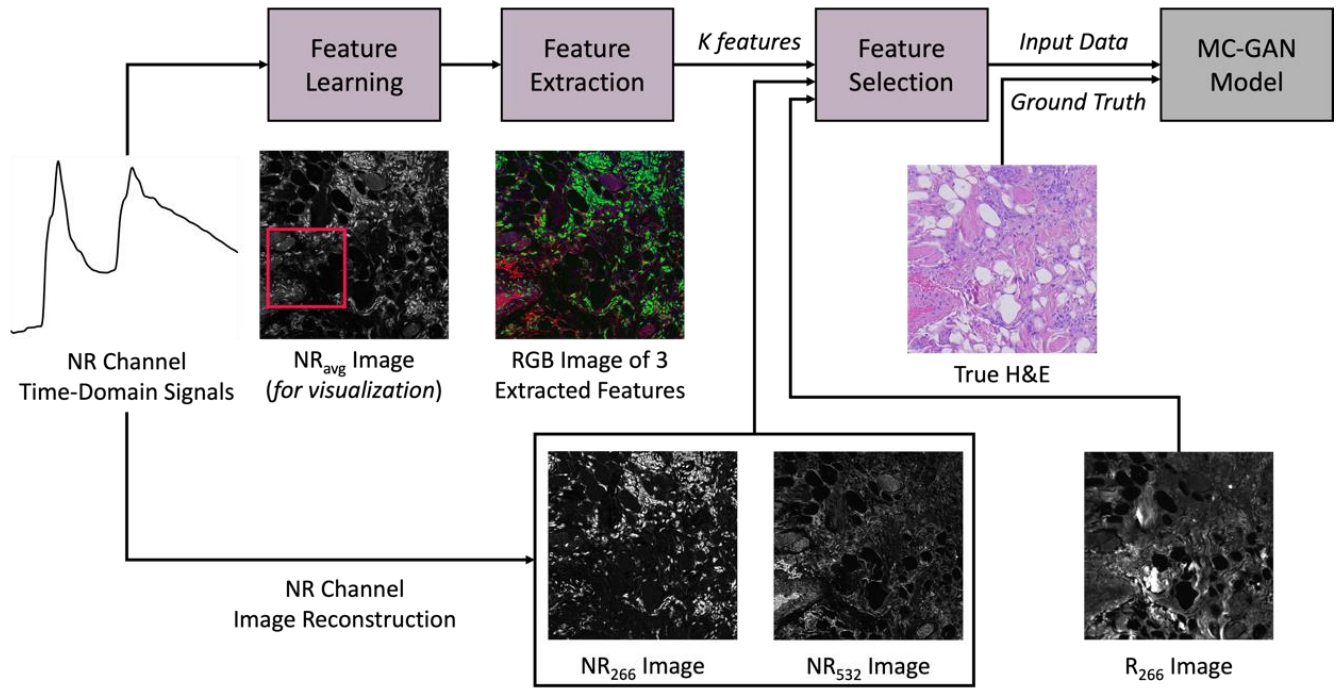 Feature
Learning
Feature
Extraction
K features
Feature
Selection
Input Data
Ground Truth
MC-GAN
Model
NR Channel
Time-Domain Signals
NRavg Image
(for visualization)
RGB Image of 3
Extracted Features
True H&E
NR Channel
Image Reconstruction
NR266 Image
NR532 Image
R266 Image